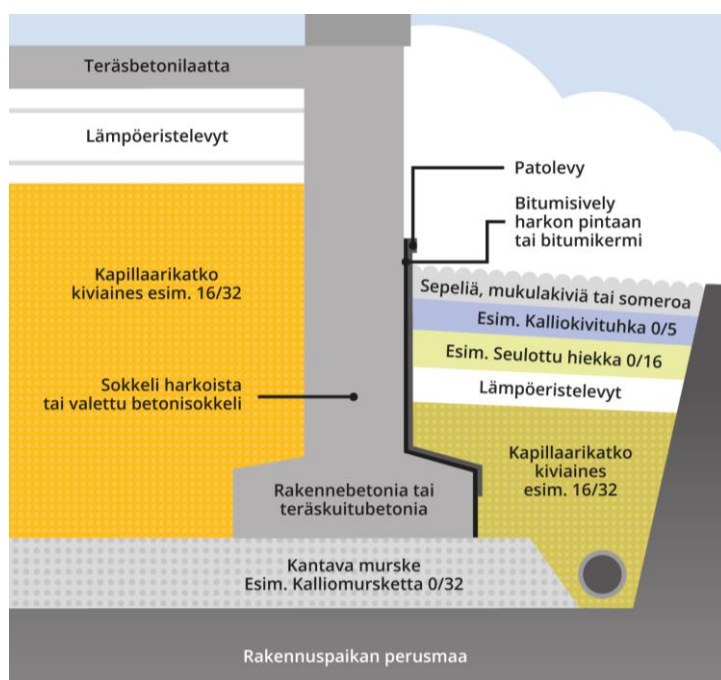 Teräsbetonilaatta
Lämpöeristelevyt
Patolevy
Bitumisively
harkon pintaan
tai bitumikermi
Kapillaarikatko
kiviaines esim. 16/32
Sepeliä, mukulakiviä tai someroa
Esim. Kalliokivituhka 0/5
Esim. Seulottu hiekka 0/16
Sokkeli harkoista
tai valettu betonisokkeli
Lämpöeristelevyt
Kapillaarikatko
kiviaines
esim. 16/32
Rakennebetonia tai
teräskuitubetonia
Kantava murske
Esim. Kalliomursketta 0/32
Rakennuspaikan perusmaa